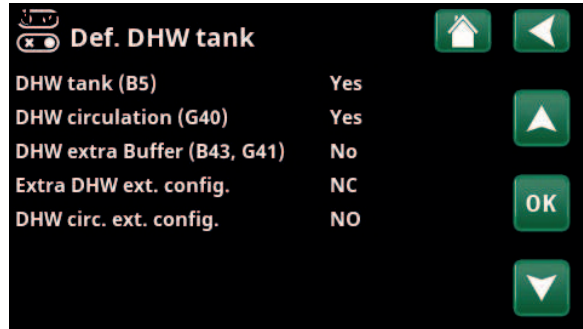 Def. DHW tank
DHW tank (B5) Yes
DHW circulation (G40) Yes
DHW extra Buffer (B43, G41) No
Extra DHW ext. config. NC
DHW circ. ext. config. NO
OK